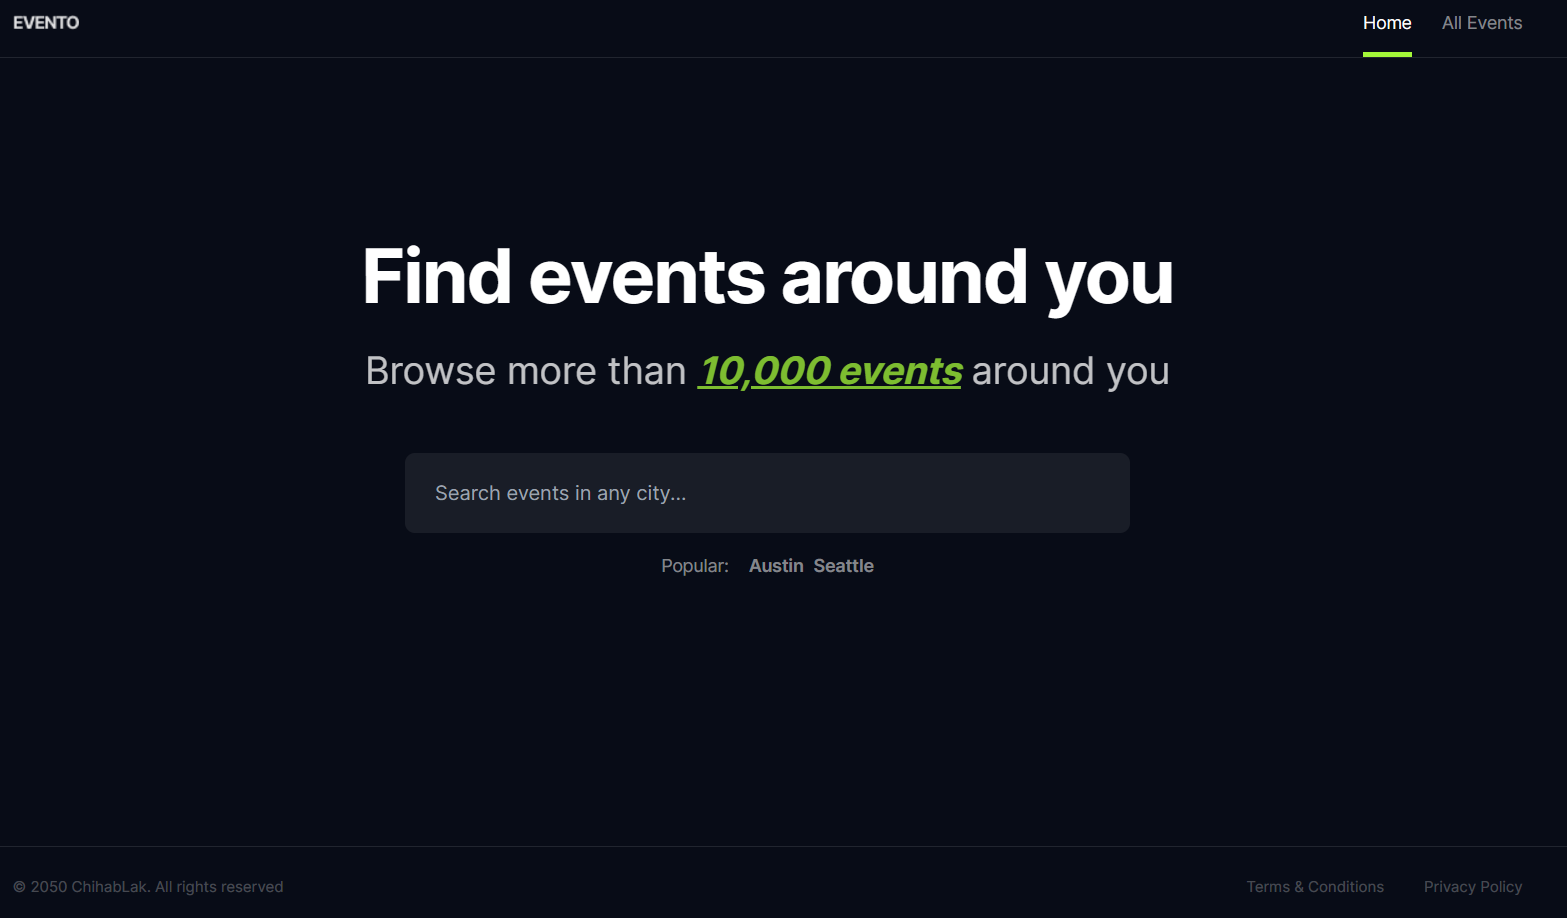 EVENTO
Home All Events
Find events around you
Browse more than 10,000 events around you
Search events in any city...
Popular: Austin Seattle
© 2050 ChihabLak. All rights reserved
Terms & Conditions Privacy Policy